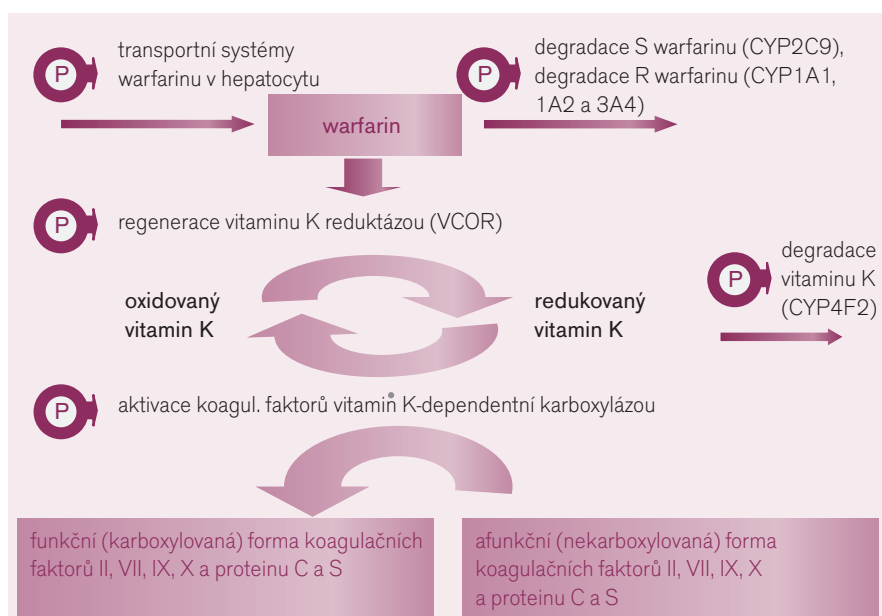 P
transportní systémy
warfarinu v hepatocytu
P
degradace S warfarinu (CYP2C9),
degradace R warfarinu (CYP1A1,
1A2 a 3A4)
warfarin
P
regenerace vitaminu K reduktázou (VCOR)
P
degradace
vitaminu K
(CYP4F2)
oxidovaný
vitamin K
redukovaný
vitamin K
P
aktivace koagul. faktorů vitamin K-dependentní karboxylázou
funkční (karboxylovaná) forma koagulačních
faktorů II, VII, IX, X a proteinu C a S
afunkční (nekarboxylovaná) forma
koagulačních faktorů II, VII, IX, X
a proteinu C a S